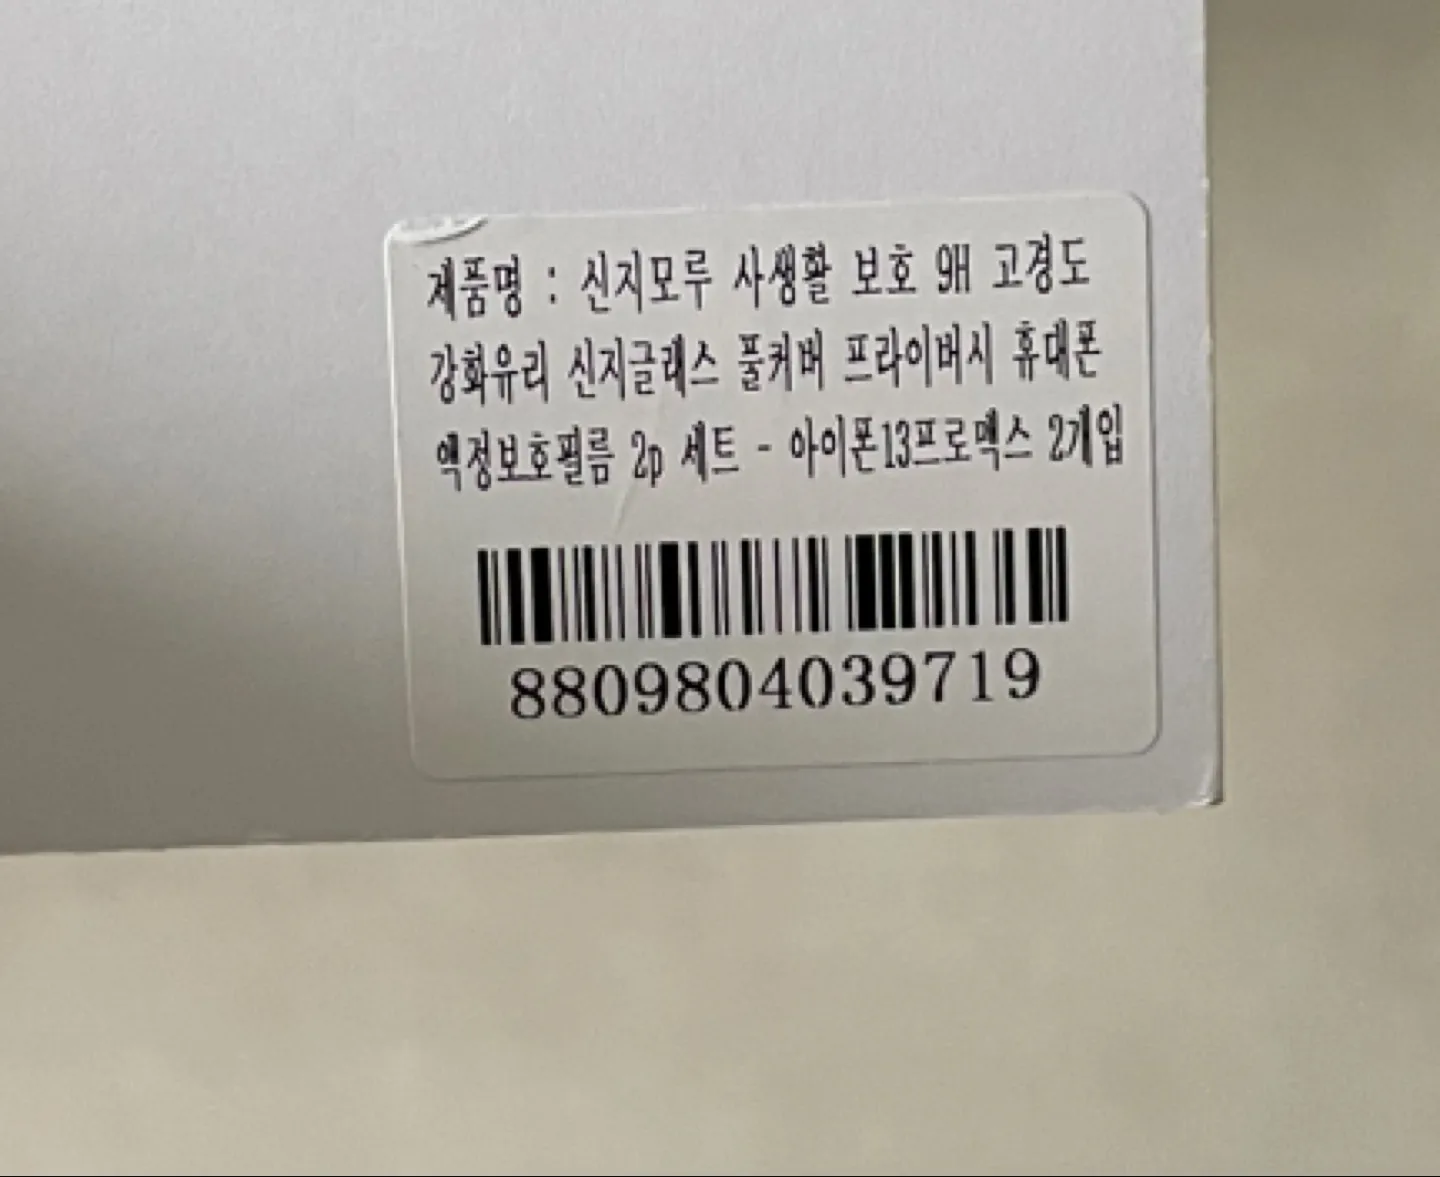 제품명 : 신지모루 사생활 보호 9H 고경도
강화유리 신지글래스 풀커버 프라이버시 휴대폰
액정보호필름 2p 세트 - 아이폰13프로맥스 2개입
8809804039719